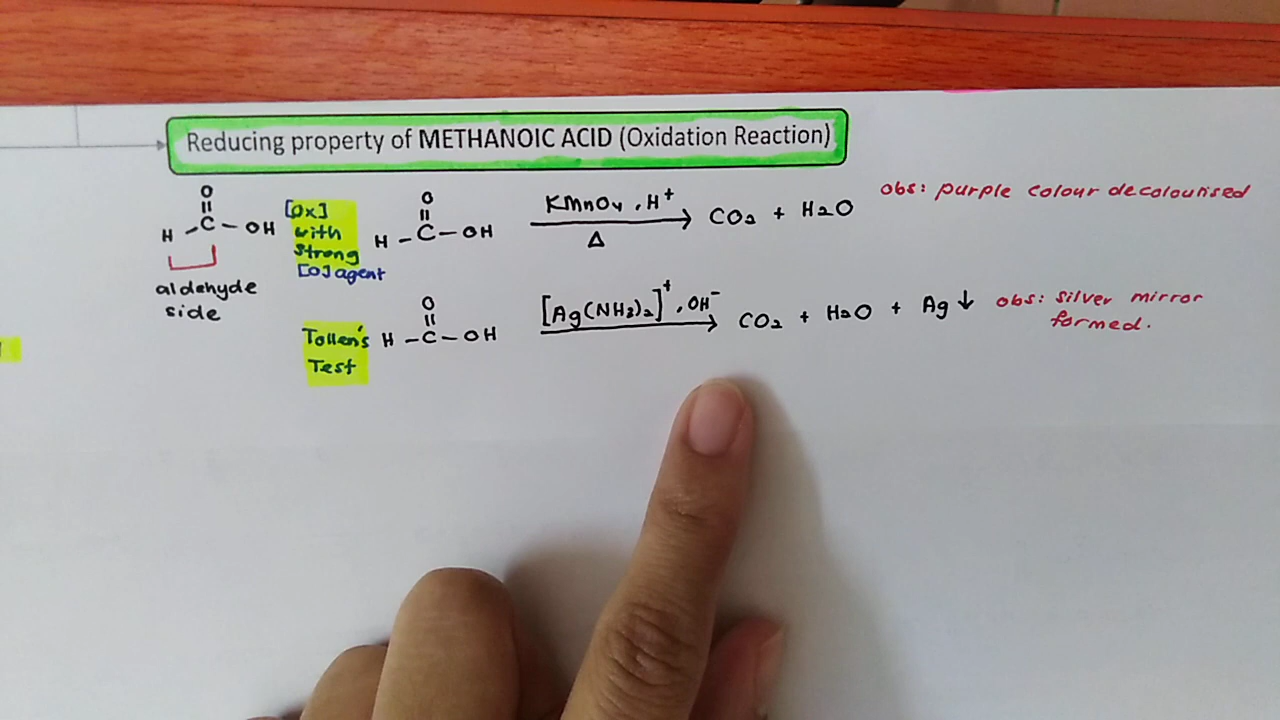 Reducing property of METHANOIC ACID (Oxidation Reaction)
O
||
H - C - OH
aldehyde
side
[Ox]
with
strong
[O] agent
O
||
H - C - OH
KMnO4 , H+
Δ
CO2 + H2O
obs: purple colour decolourised
Tollen's
Test
O
||
H - C - OH
[Ag(NH3)2]+ , OH-
CO2 + H2O + Ag ↓
obs: silver mirror
formed.